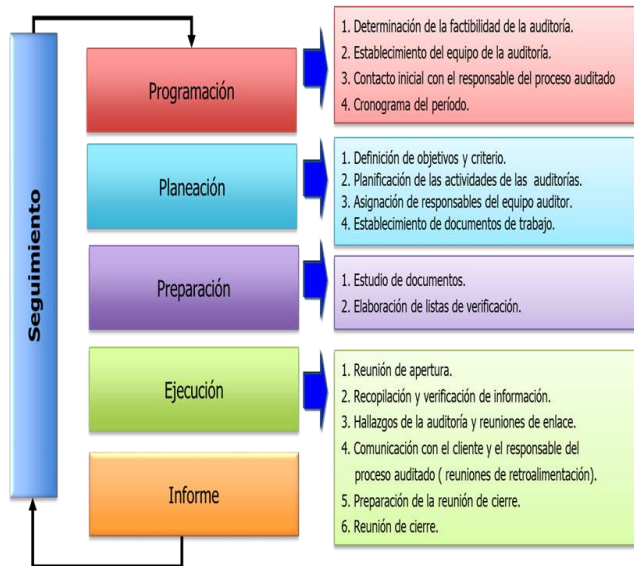 Seguimiento
Programación
1. Determinación de la factibilidad de la auditoría.
2. Establecimiento del equipo de la auditoría.
3. Contacto inicial con el responsable del proceso auditado
4. Cronograma del período.
Planeación
1. Definición de objetivos y criterio.
2. Planificación de las actividades de las auditorías.
3. Asignación de responsables del equipo auditor.
4. Establecimiento de documentos de trabajo.
Preparación
1. Estudio de documentos.
2. Elaboración de listas de verificación.
Ejecución
1. Reunión de apertura.
2. Recopilación y verificación de información.
3. Hallazgos de la auditoría y reuniones de enlace.
4. Comunicación con el cliente y el responsable del
proceso auditado ( reuniones de retroalimentación).
5. Preparación de la reunión de cierre.
6. Reunión de cierre.
Informe